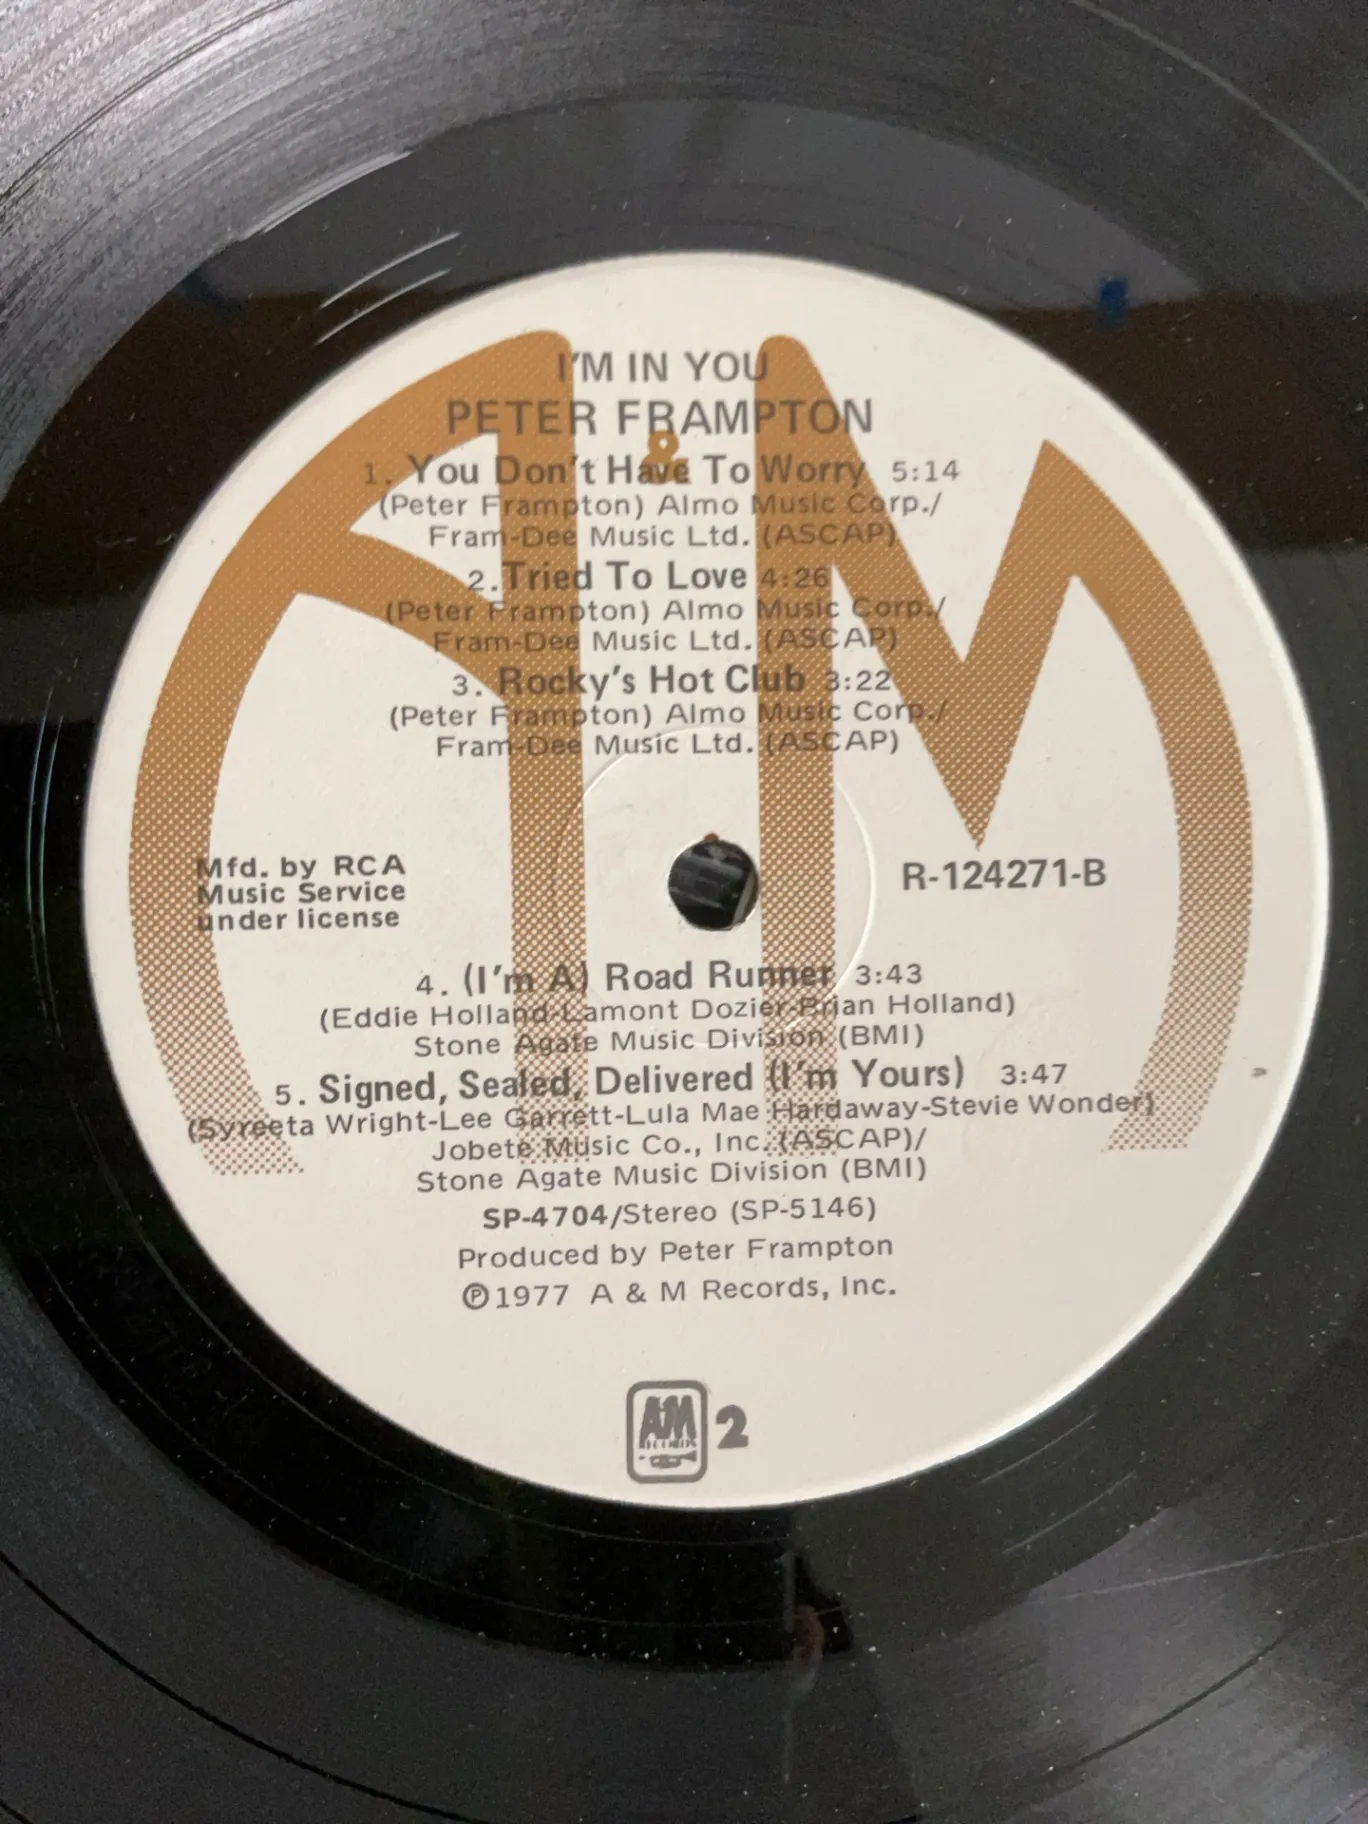 I'M IN YOU
PETER FRAMPTON
&
1. You Don't Have To Worry 5:14
(Peter Frampton) Almo Music Corp./
Fram-Dee Music Ltd. (ASCAP)
2. Tried To Love 4:26
(Peter Frampton) Almo Music Corp./
Fram-Dee Music Ltd. (ASCAP)
3. Rocky's Hot Club 3:22
(Peter Frampton) Almo Music Corp./
Fram-Dee Music Ltd. (ASCAP)
Mfd. by RCA
Music Service
under license
R-124271-B
4. (I'm A) Road Runner 3:43
(Eddie Holland-Lamont Dozier-Brian Holland)
Stone Agate Music Division (BMI)
5. Signed, Sealed, Delivered (I'm Yours) 3:47
(Syreeta Wright-Lee Garrett-Lula Mae Hardaway-Stevie Wonder)
Jobete Music Co., Inc. (ASCAP)/
Stone Agate Music Division (BMI)
SP-4704/Stereo (SP-5146)
Produced by Peter Frampton
℗1977 A & M Records, Inc.
A&M RECORDS 2